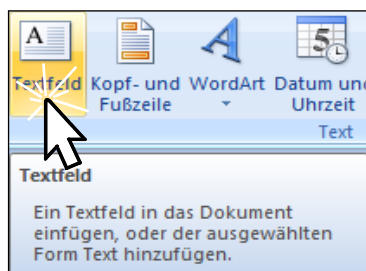 Textfeld Kopf- und WordArt Datum und
Fußzeile Uhrzeit
Text
Textfeld
Ein Textfeld in das Dokument
einfügen, oder der ausgewählten
Form Text hinzufügen.